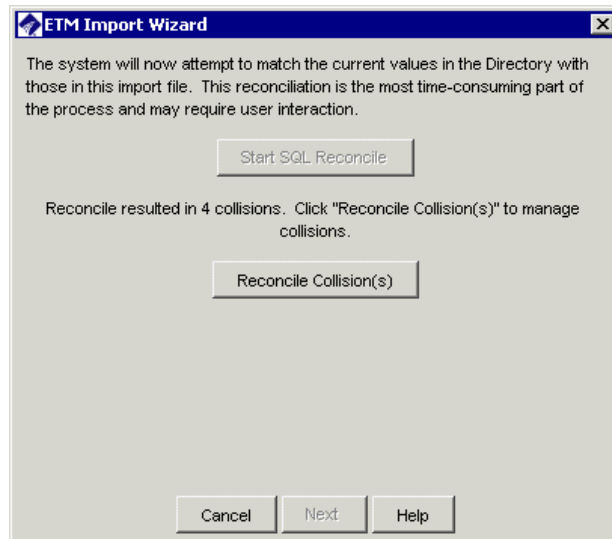 ETM Import Wizard
The system will now attempt to match the current values in the Directory with
those in this import file. This reconciliation is the most time-consuming part of
the process and may require user interaction.
Start SQL Reconcile
Reconcile resulted in 4 collisions. Click "Reconcile Collision(s)" to manage
collisions.
Reconcile Collision(s)
Cancel Next Help